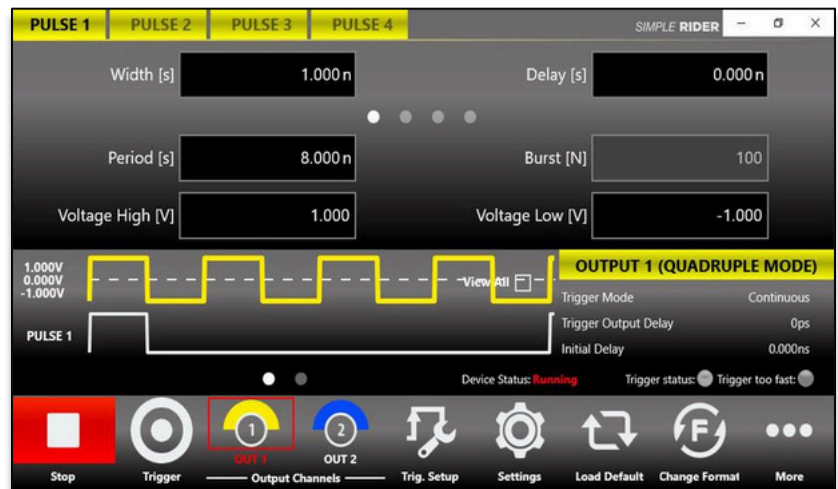 PULSE 1 PULSE 2 PULSE 3 PULSE 4 SIMPLE RIDER
Width [s] 1.000 n Delay [s] 0.000 n
Period [s] 8.000 n Burst [N] 100
Voltage High [V] 1.000 Voltage Low [V] -1.000
1.000V
0.000V
-1.000V
View All
PULSE 1
OUTPUT 1 (QUADRUPLE MODE)
Trigger Mode Continuous
Trigger Output Delay 0ps
Initial Delay 0.000ns
Device Status: Running Trigger status: Trigger too fast:
1 2 F
OUT 1 OUT 2
Stop Trigger Output Channels Trig. Setup Settings Load Default Change Format More